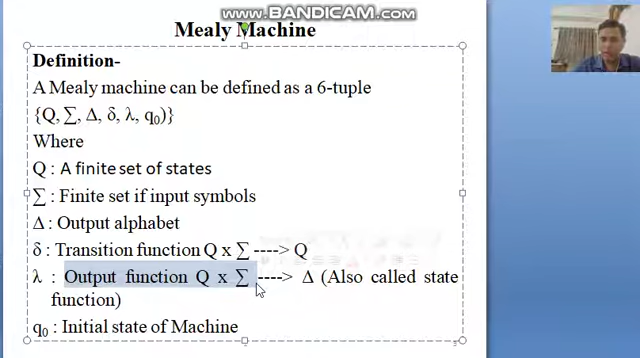 www.BANDICAM.com
Mealy Machine
Definition-
A Mealy machine can be defined as a 6-tuple
{Q, ∑, Δ, δ, λ, q₀)}
Where
Q : A finite set of states
∑ : Finite set if input symbols
Δ : Output alphabet
δ : Transition function Q x ∑ ----> Q
λ : Output function Q x ∑ ----> Δ (Also called state
function)
q₀ : Initial state of Machine